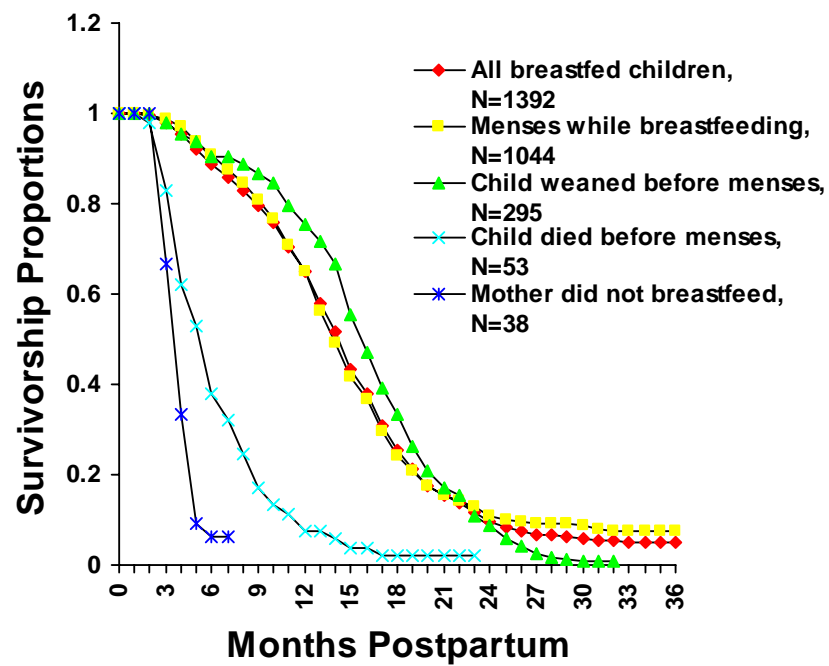 1.2
1
0.8
0.6
0.4
0.2
0
Survivorship Proportions
All breastfed children,
N=1392
Menses while breastfeeding,
N=1044
Child weaned before menses,
N=295
Child died before menses,
N=53
Mother did not breastfeed,
N=38
0 3 6 9 12 15 18 21 24 27 30 33 36
Months Postpartum